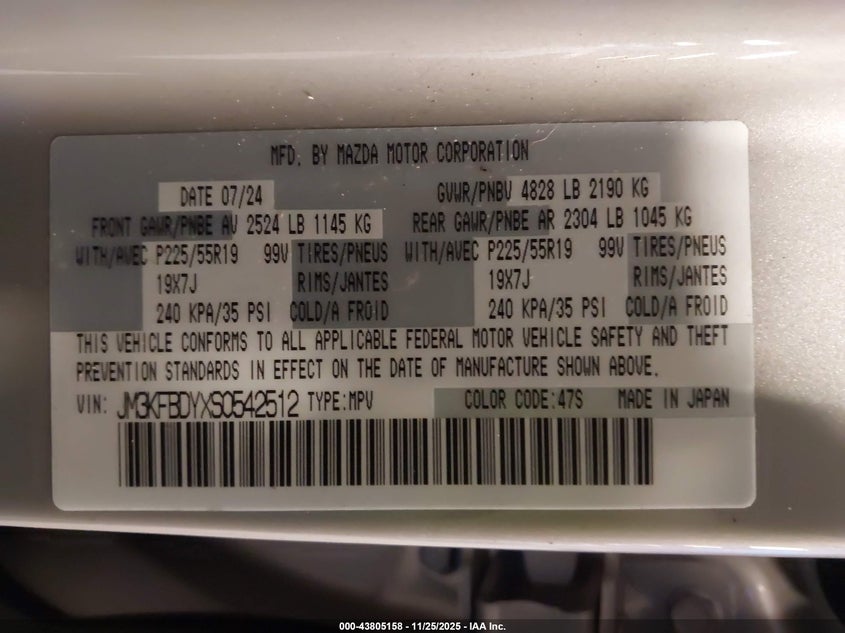 MFD. BY MAZDA MOTOR CORPORATION
DATE 07/24 GVWR/PNBV 4828 LB 2190 KG
FRONT GAWR/PNBE AV 2524 LB 1145 KG REAR GAWR/PNBE AR 2304 LB 1045 KG
WITH/AVEC P225/55R19 99V TIRES/PNEUS WITH/AVEC P225/55R19 99V TIRES/PNEUS
19X7J RIMS/JANTES 19X7J RIMS/JANTES
240 KPA/35 PSI COLD/A FROID 240 KPA/35 PSI COLD/A FROID
THIS VEHICLE CONFORMS TO ALL APPLICABLE FEDERAL MOTOR VEHICLE SAFETY AND THEFT
PREVENTION STANDARDS IN EFFECT ON THE DATE OF MANUFACTURE SHOWN ABOVE.
VIN: JM3KFBDYXS0542512 TYPE:MPV COLOR CODE:47S MADE IN JAPAN
000-43805158 - 11/25/2025 - IAA Inc.